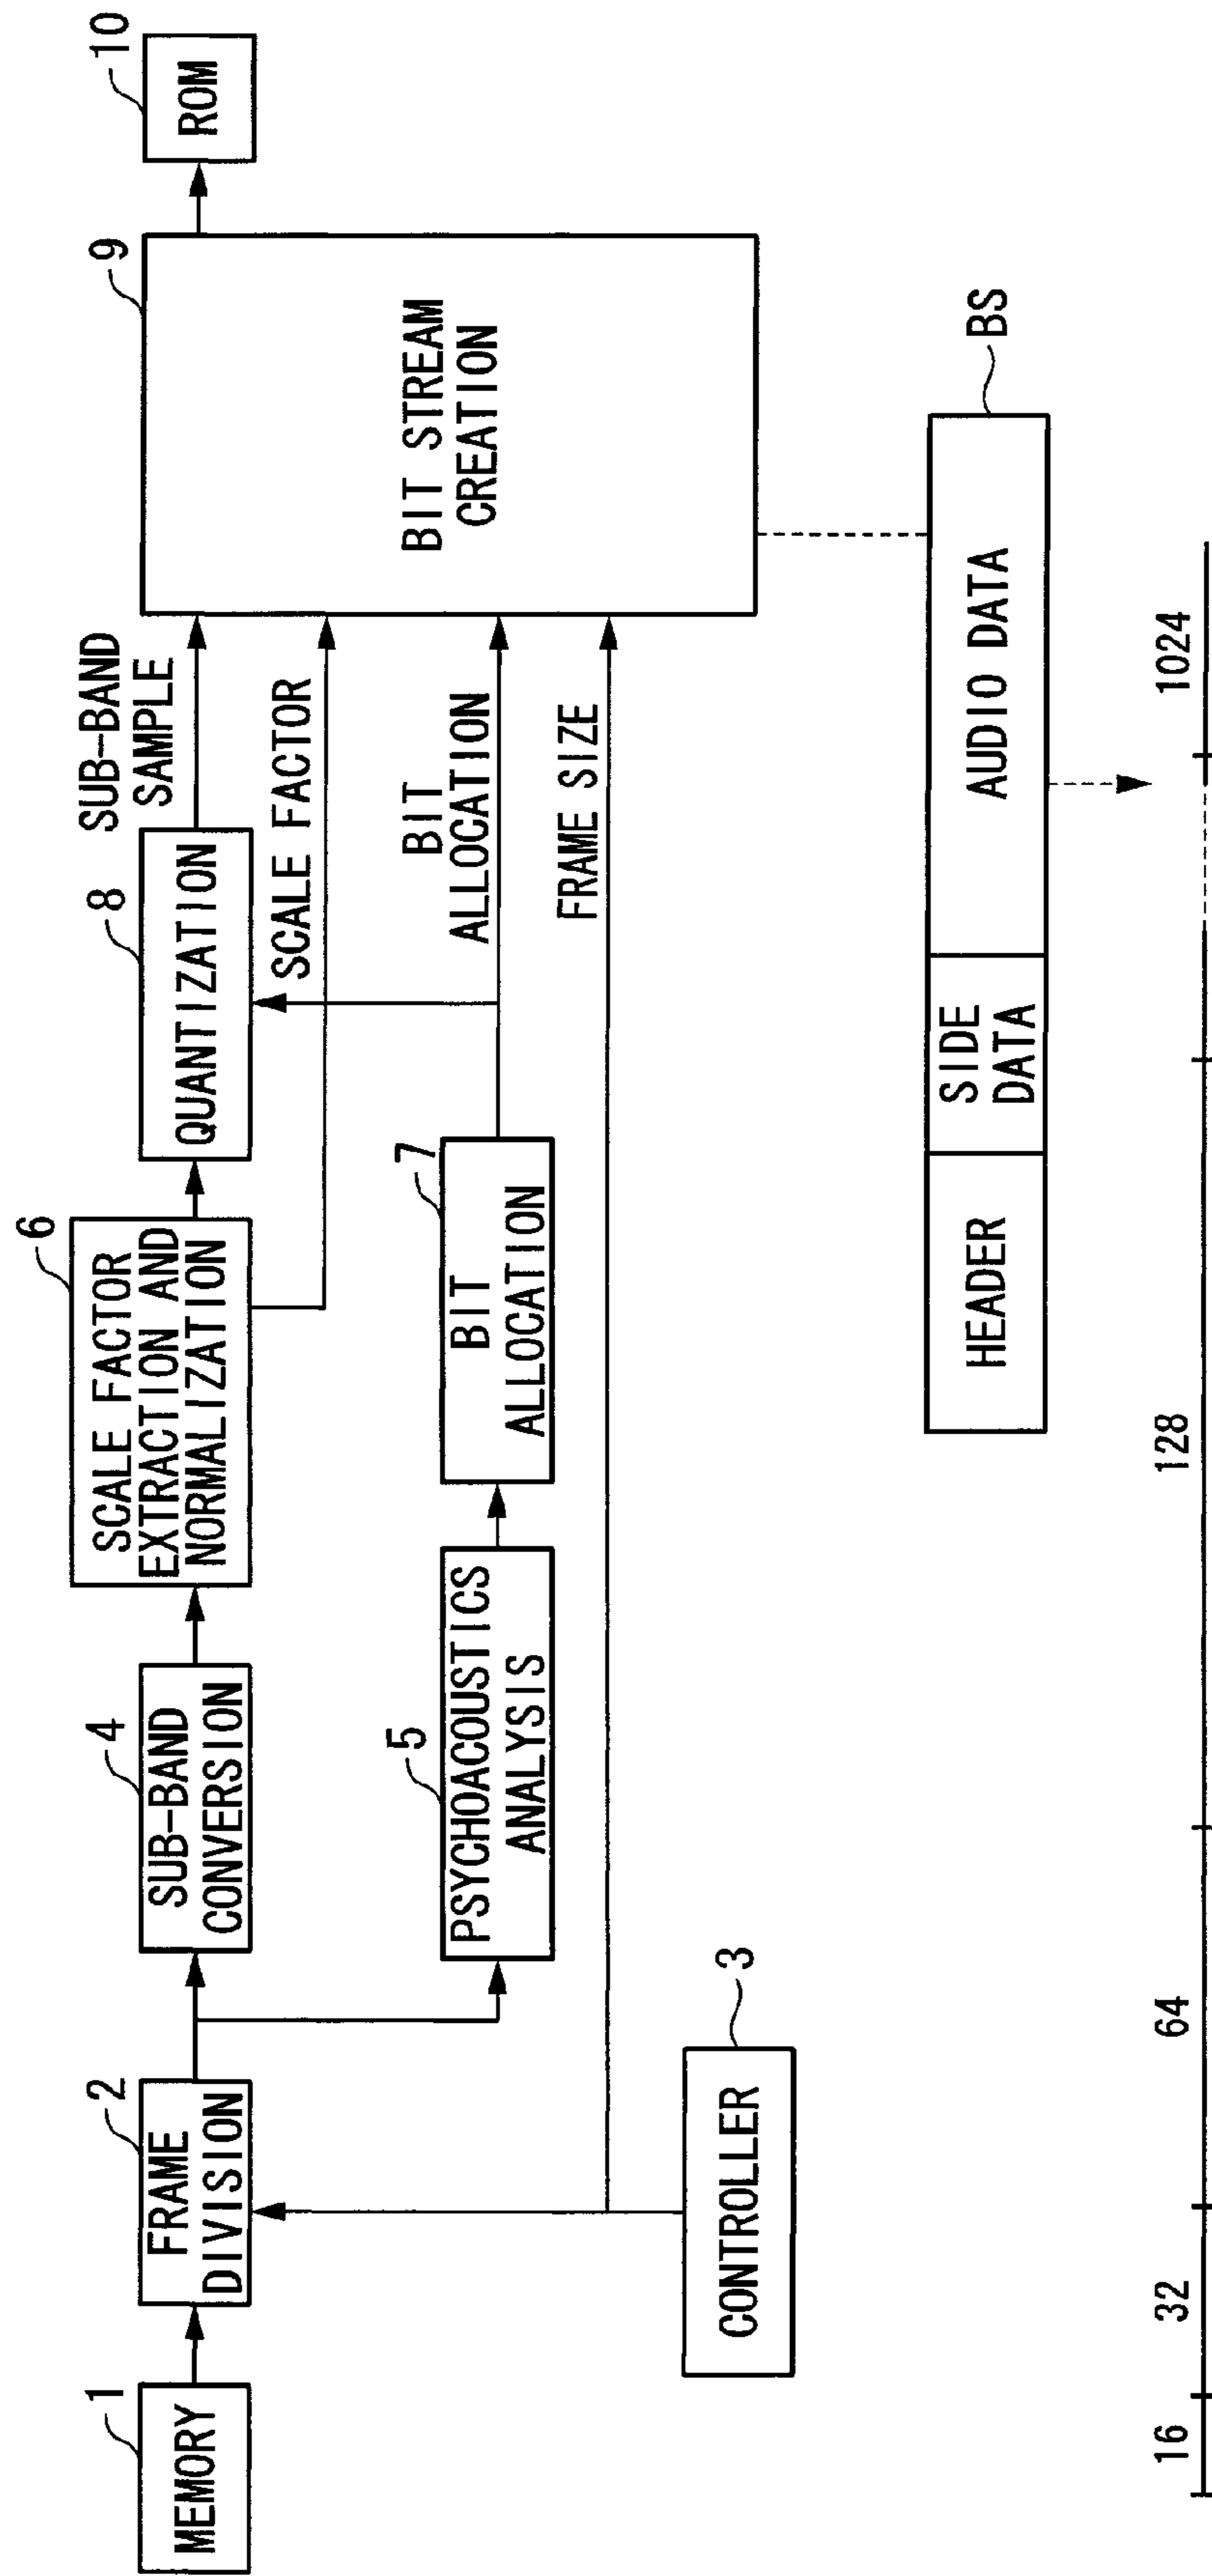 1
MEMORY
2
FRAME
DIVISION
3
CONTROLLER
4
SUB-BAND
CONVERSION
5
PSYCHOACOUSTICS
ANALYSIS
6
SCALE FACTOR
EXTRACTION AND
NORMALIZATION
7
BIT
ALLOCATION
8
QUANTIZATION
SUB-BAND
SAMPLE
SCALE FACTOR
BIT
ALLOCATION
FRAME SIZE
9
BIT STREAM
CREATION
10
ROM
HEADER
SIDE
DATA
AUDIO DATA
BS
16
32
64
128
1024